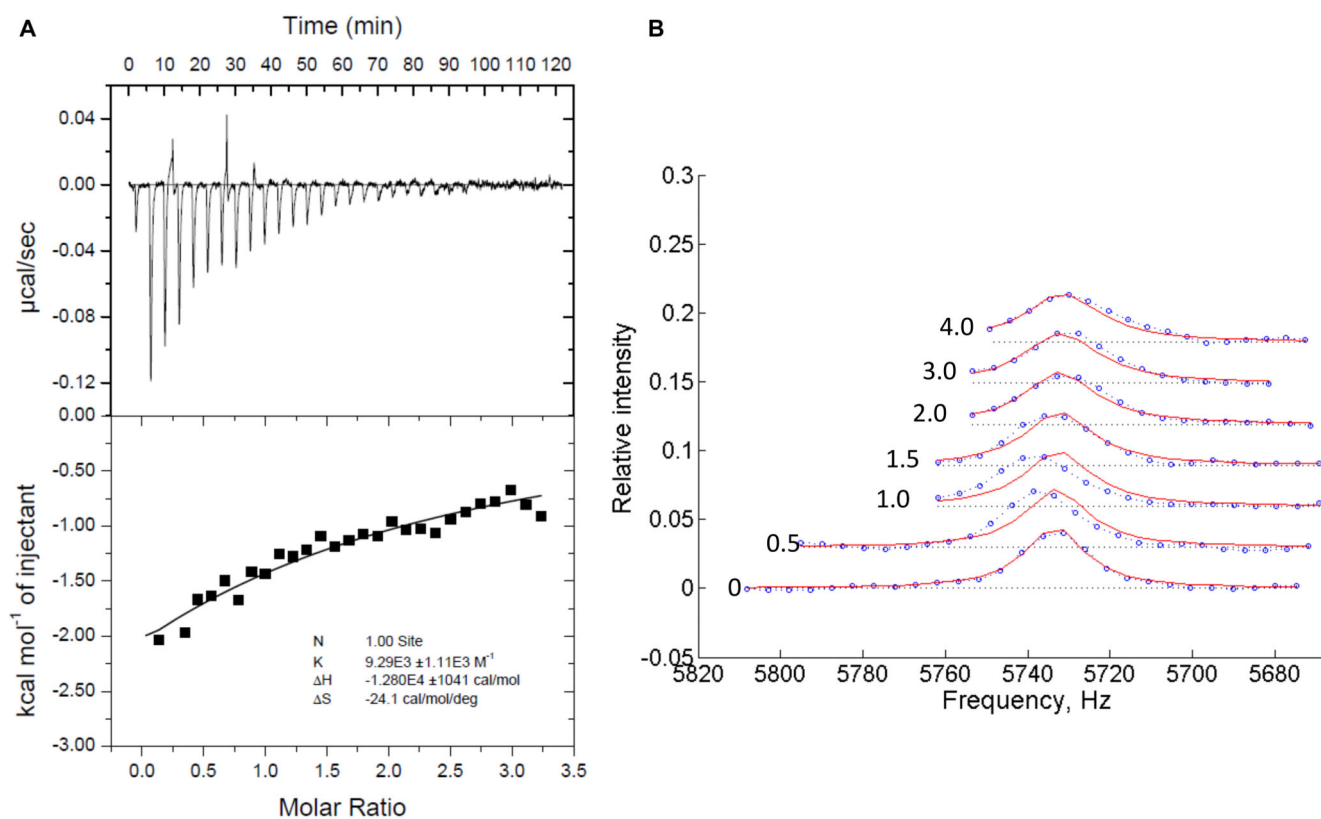 A
Time (min)
0 10 20 30 40 50 60 70 80 90 100 110 120
0.04
0.00
-0.04
-0.08
-0.12
µcal/sec
0.00
-0.50
-1.00
-1.50
-2.00
-2.50
-3.00
kcal mol-1 of injectant
N 1.00 Site
K 9.29E3 ±1.11E3 M-1
ΔH -1.280E4 ±1041 cal/mol
ΔS -24.1 cal/mol/deg
0.0 0.5 1.0 1.5 2.0 2.5 3.0 3.5
Molar Ratio
B
0.3
0.25
0.2
0.15
0.1
0.05
0
-0.05
Relative intensity
4.0
3.0
2.0
1.5
1.0
0.5
0
5820 5800 5780 5760 5740 5720 5700 5680
Frequency, Hz